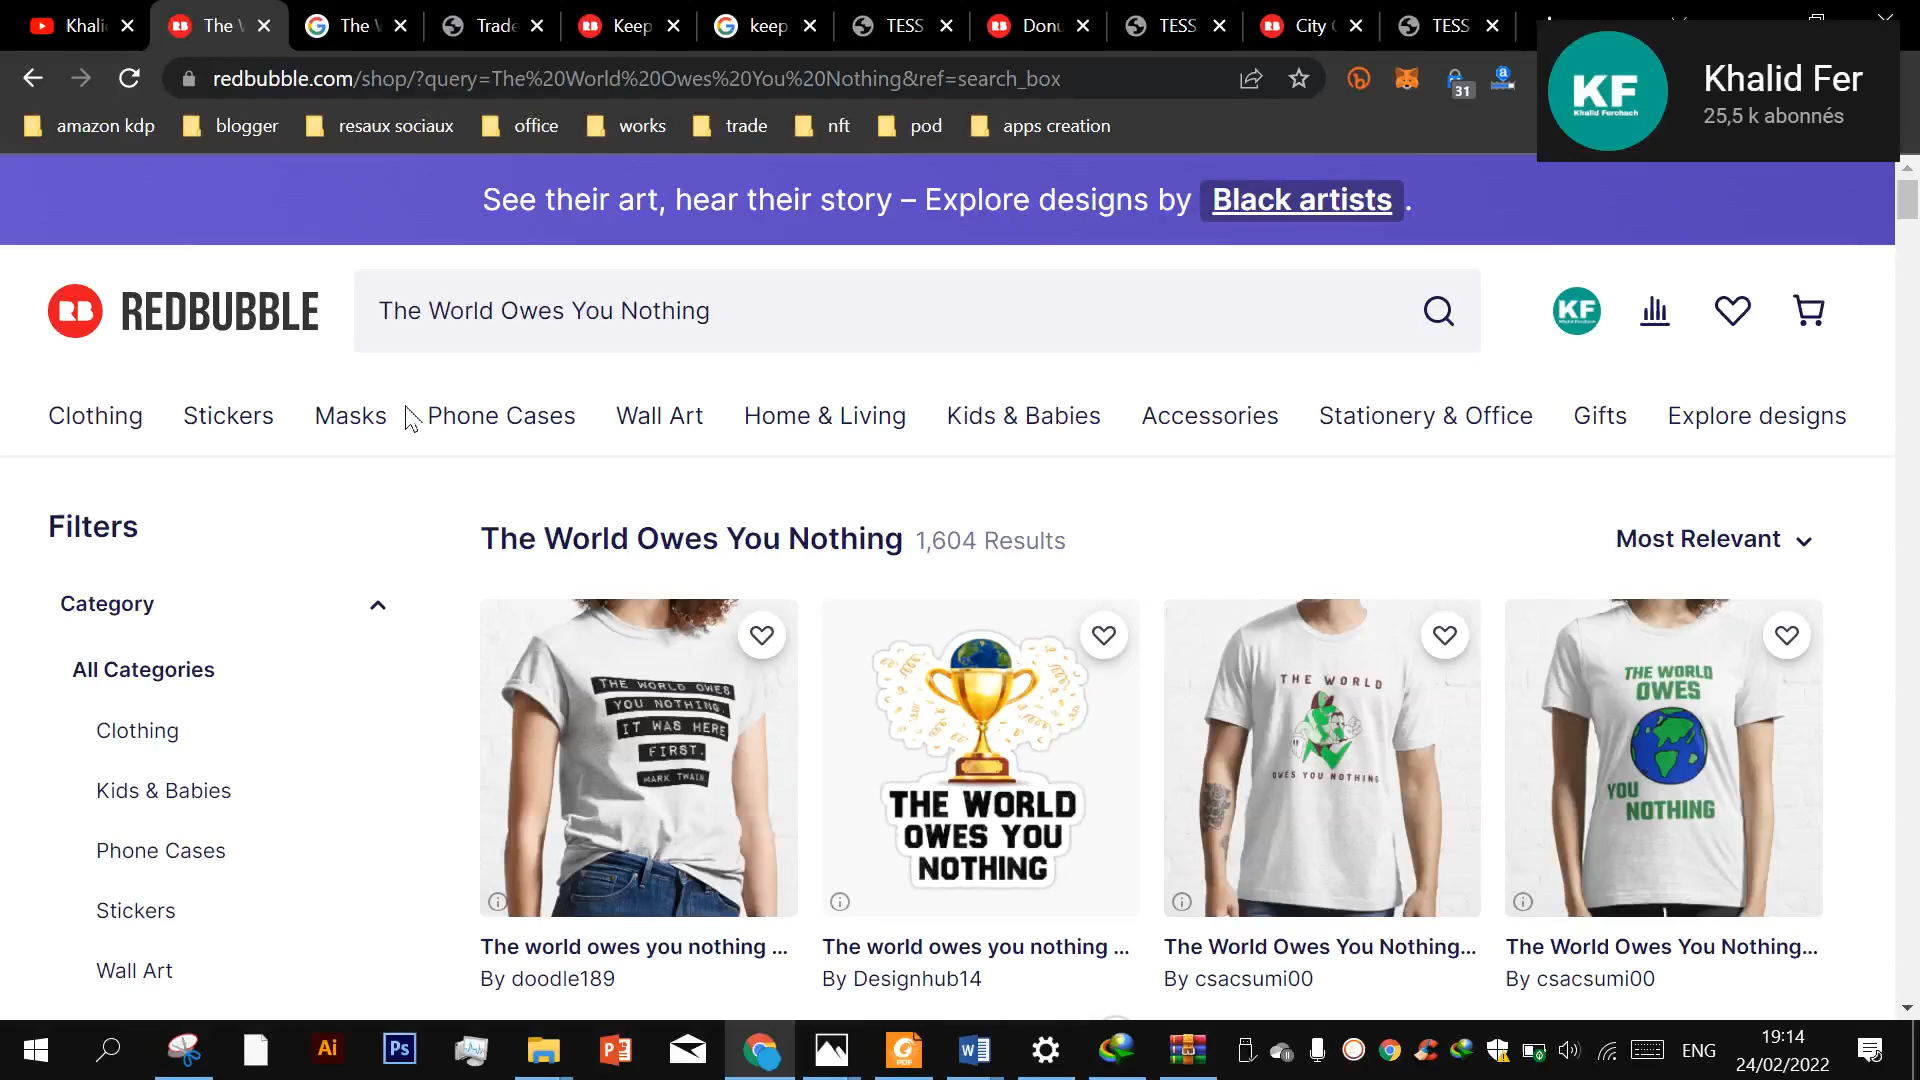 Khali
The
The
Trade
Keep
keep
TESS
Donu
TESS
City
TESS
redbubble.com/shop/?query=The%20World%20Owes%20You%20Nothing&ref=search_box
31
KF
Khalid Ferchach
Khalid Fer
25,5 k abonnés
amazon kdp
blogger
resaux sociaux
office
works
trade
nft
pod
apps creation
See their art, hear their story – Explore designs by Black artists .
RB REDBUBBLE
The World Owes You Nothing
KF
Clothing
Stickers
Masks
Phone Cases
Wall Art
Home & Living
Kids & Babies
Accessories
Stationery & Office
Gifts
Explore designs
Filters
The World Owes You Nothing 1,604 Results
Most Relevant
Category
All Categories
Clothing
Kids & Babies
Phone Cases
Stickers
Wall Art
THE WORLD OWES
YOU NOTHING.
IT WAS HERE
FIRST.
MARK TWAIN
THE WORLD
OWES YOU
NOTHING
THE WORLD
OWES YOU NOTHING
THE WORLD
OWES
YOU
NOTHING
The world owes you nothing ...
By doodle189
The world owes you nothing ...
By Designhub14
The World Owes You Nothing...
By csacsumi00
The World Owes You Nothing...
By csacsumi00
Ai
Ps
ENG
19:14
24/02/2022